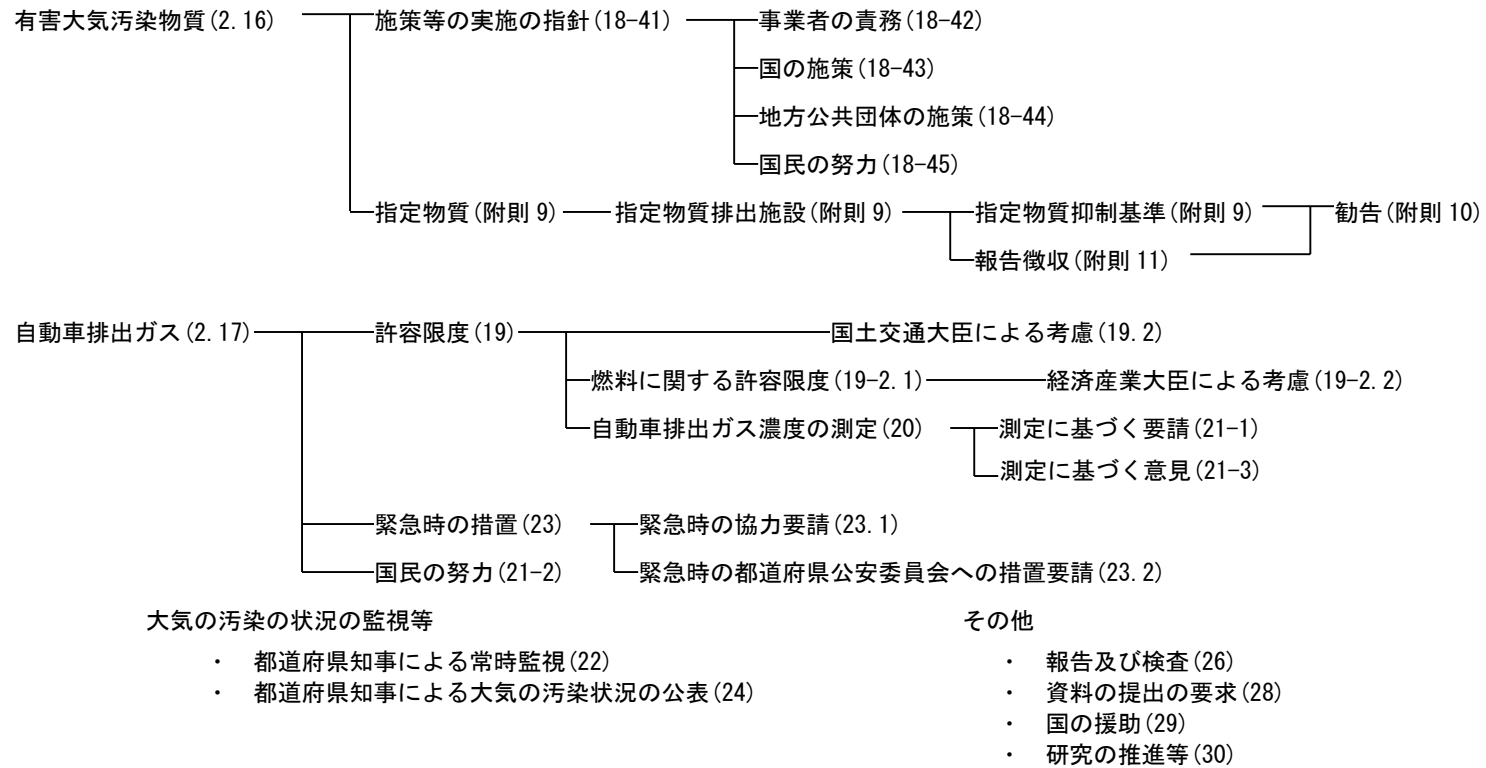 有害大気汚染物質(2.16) 施策等の実施の指針(18-41) 事業者の責務(18-42)
国の施策(18-43)
地方公共団体の施策(18-44)
国民の努力(18-45)
指定物質(附則 9) 指定物質排出施設(附則 9) 指定物質抑制基準(附則 9) 勧告(附則 10)
報告徴収(附則 11)
自動車排出ガス(2.17) 許容限度(19) 国土交通大臣による考慮(19.2)
燃料に関する許容限度(19-2.1) 経済産業大臣による考慮(19-2.2)
自動車排出ガス濃度の測定(20) 測定に基づく要請(21-1)
測定に基づく意見(21-3)
緊急時の措置(23) 緊急時の協力要請(23.1)
国民の努力(21-2) 緊急時の都道府県公安委員会への措置要請(23.2)
大気の汚染の状況の監視等
・ 都道府県知事による常時監視(22)
・ 都道府県知事による大気の汚染状況の公表(24)
その他
・ 報告及び検査(26)
・ 資料の提出の要求(28)
・ 国の援助(29)
・ 研究の推進等(30)